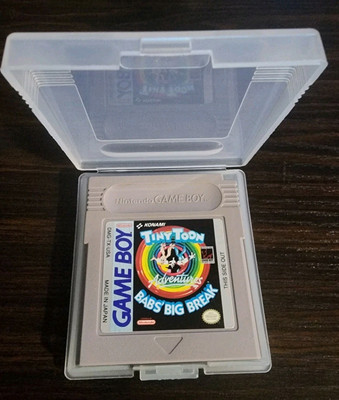 Nintendo GAME BOY
KONAMI
TINY TOON
Adventures
BABS' BIG BREAK
GAME BOY
DMG-TX-USA
MADE IN JAPAN
THIS SIDE OUT